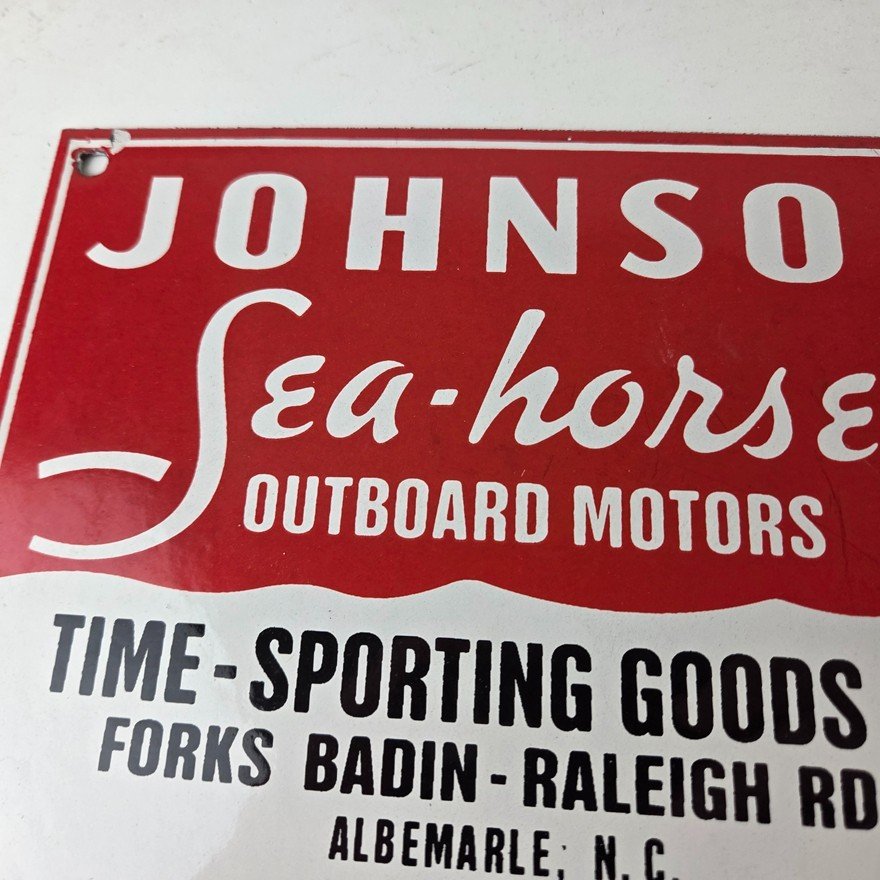 JOHNSO
Sea-horse
OUTBOARD MOTORS
TIME-SPORTING GOODS
FORKS BADIN-RALEIGH RD
ALBEMARLE, N.C.